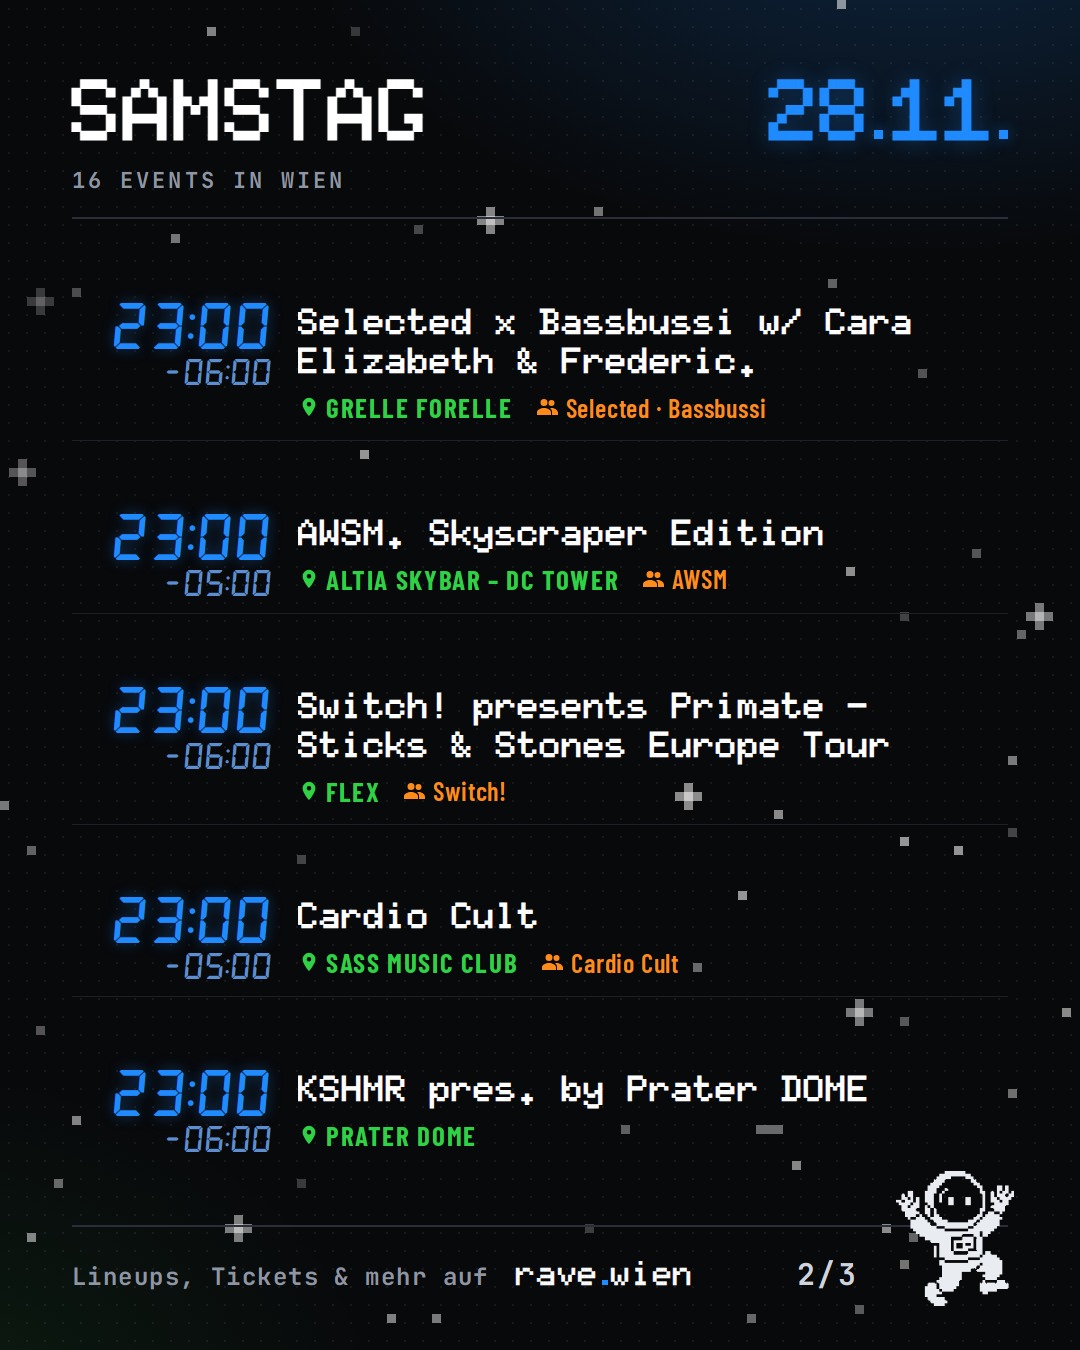 SAMSTAG 28.11.
16 EVENTS IN WIEN
23:00 Selected x Bassbussi w/ Cara
Elizabeth & Frederic.
-06:00
GRELLE FORELLE Selected · Bassbussi
23:00 AWSM. Skyscraper Edition
-05:00 ALTIA SKYBAR - DC TOWER AWSM
23:00 Switch! presents Primate -
Sticks & Stones Europe Tour
-06:00
FLEX Switch!
23:00 Cardio Cult
-05:00 SASS MUSIC CLUB Cardio Cult
23:00 KSHMR pres. by Prater DOME
-06:00 PRATER DOME
Lineups, Tickets & mehr auf rave.wien 2/3